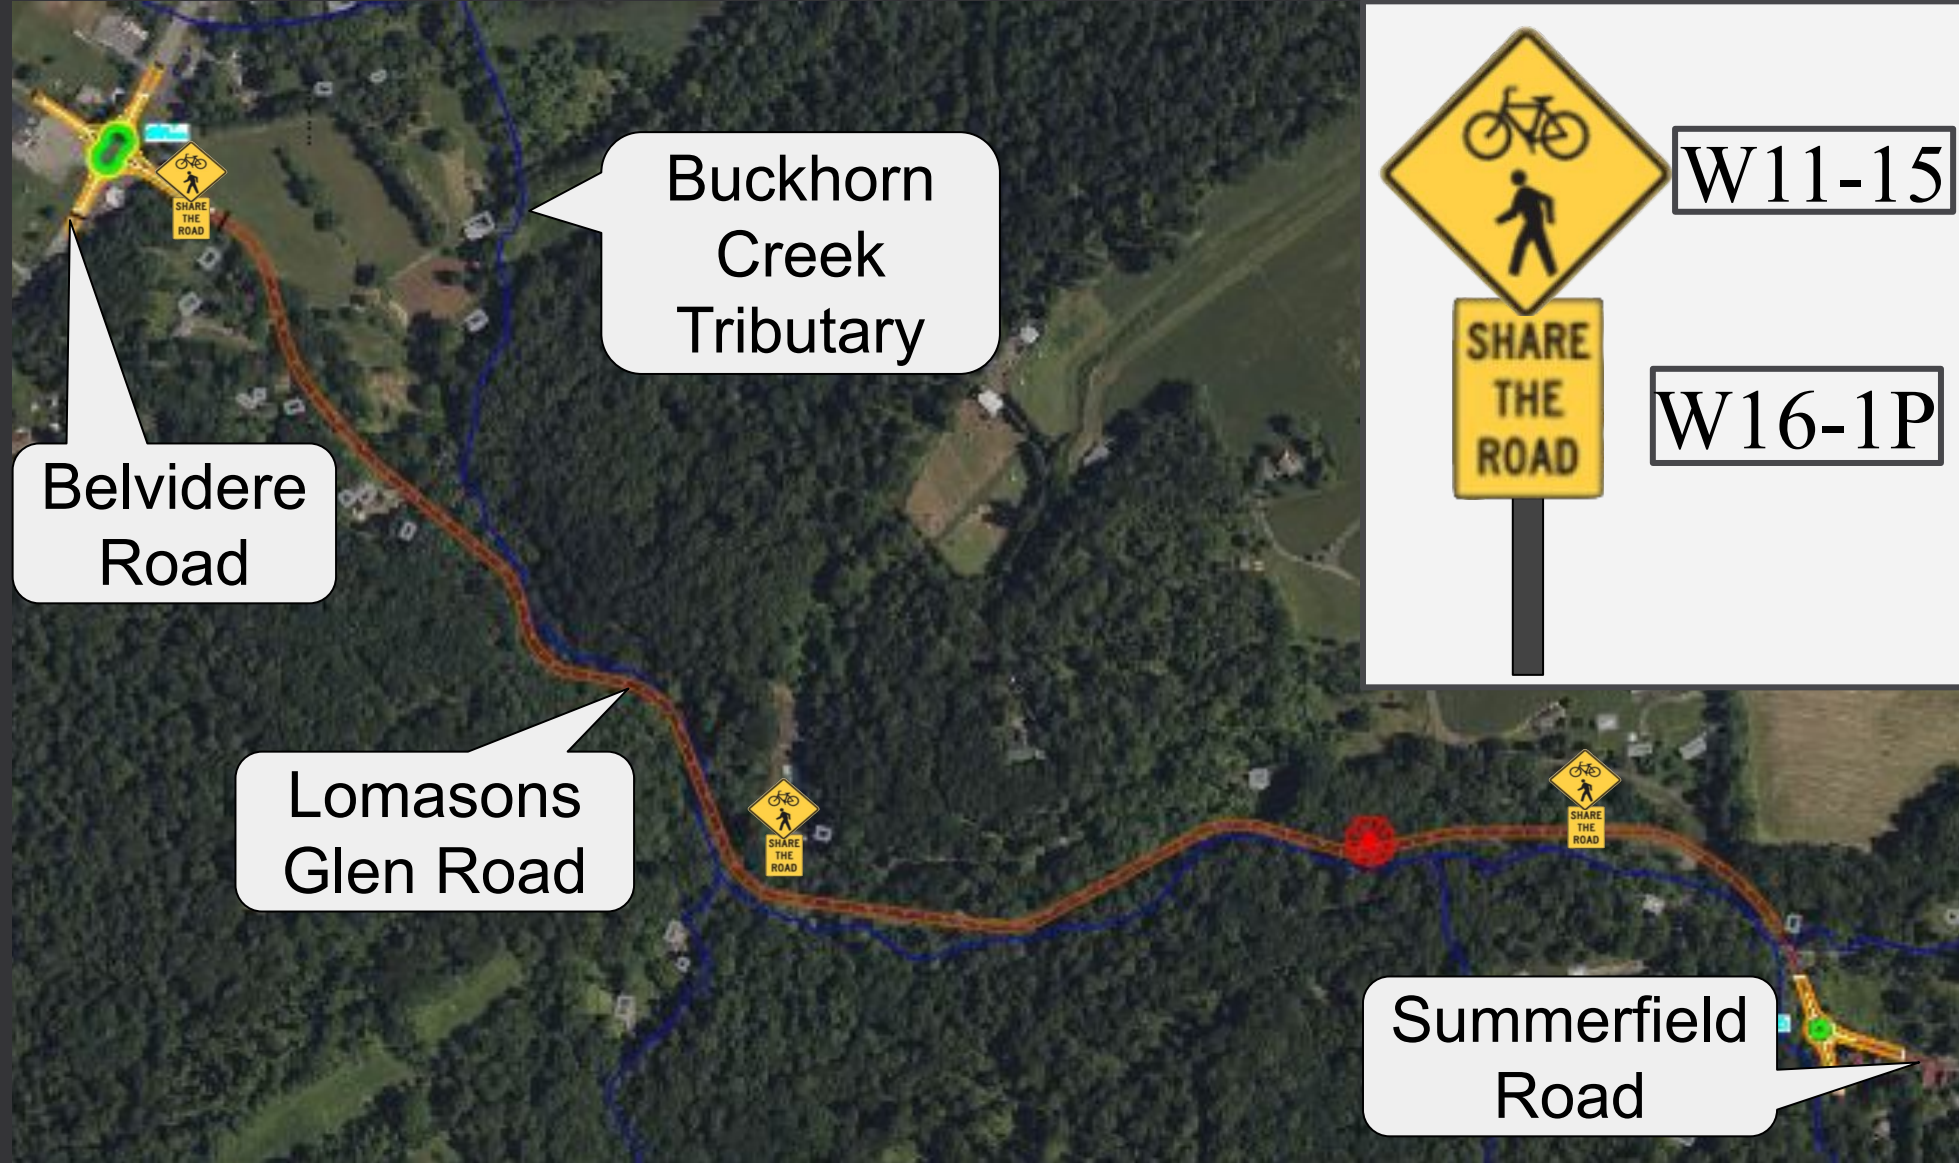 Buckhorn
Creek
Tributary
W11-15
SHARE
THE
ROAD
W16-1P
SHARE
THE
ROAD
Belvidere
Road
Lomasons
Glen Road
SHARE
THE
ROAD
SHARE
THE
ROAD
Summerfield
Road